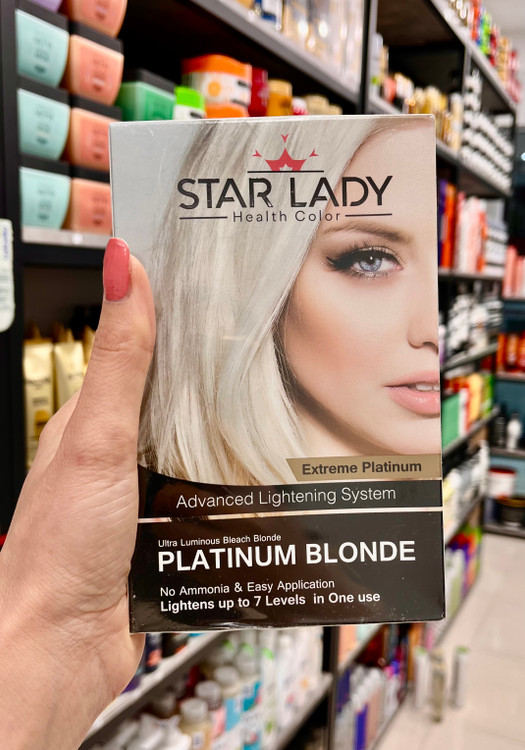 STAR LADY
Health Color
Extreme Platinum
Advanced Lightening System
Ultra Luminous Bleach Blonde
PLATINUM BLONDE
No Ammonia & Easy Application
Lightens up to 7 Levels in One use